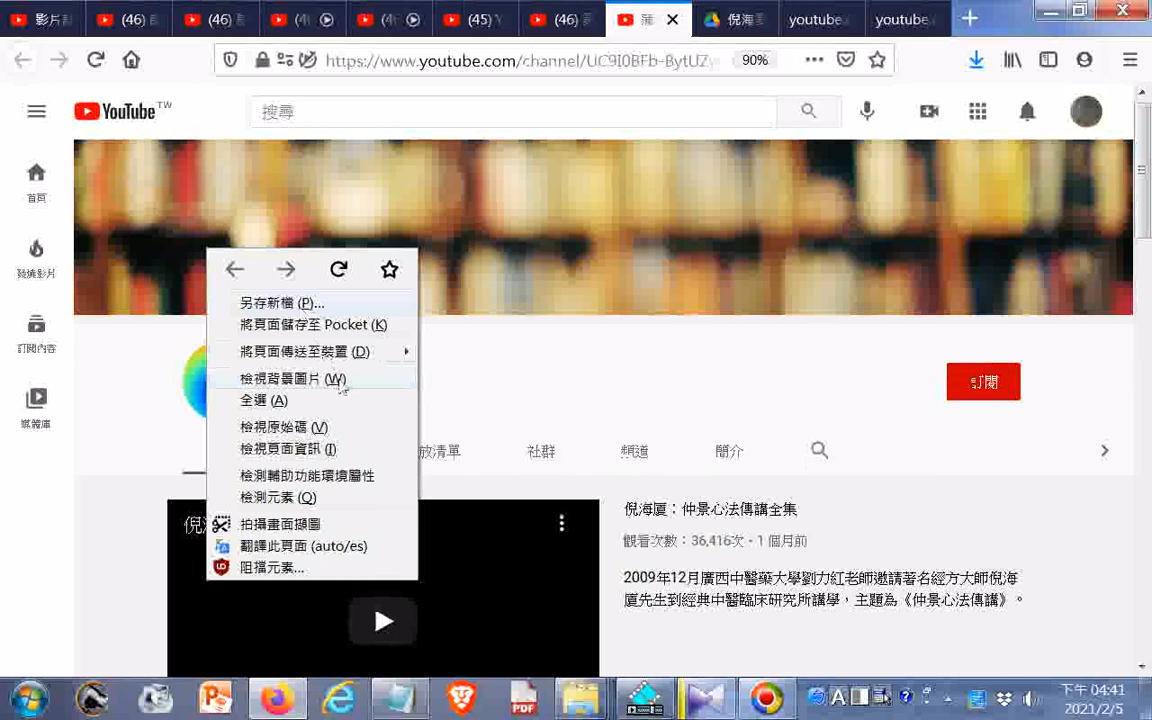 影片
(46)
(46)
(45)
(46)
倪海
youtube.
youtube.
https://www.youtube.com/channel/UC9I0BFb-BytUZ
90%
YouTube TW
搜尋
首頁
發燒影片
訂閱內容
媒體庫
另存新檔 (P)...
將頁面儲存至 Pocket (K)
將頁面傳送至裝置 (D)
檢視背景圖片 (W)
全選 (A)
檢視原始碼 (V)
檢視頁面資訊 (I)
檢測輔助功能環境屬性
檢測元素 (Q)
拍攝畫面擷圖
翻譯此頁面 (auto/es)
阻擋元素...
訂閱
放清單
社群
頻道
簡介
倪海
倪海厦：仲景心法傳講全集
觀看次數：36,416次 · 1 個月前
2009年12月廣西中醫藥大學劉力紅老師邀請著名經方大師倪海
厦先生到經典中醫臨床研究所講學，主題為《仲景心法傳講》。
PDF
下午 04:41
2021/2/5